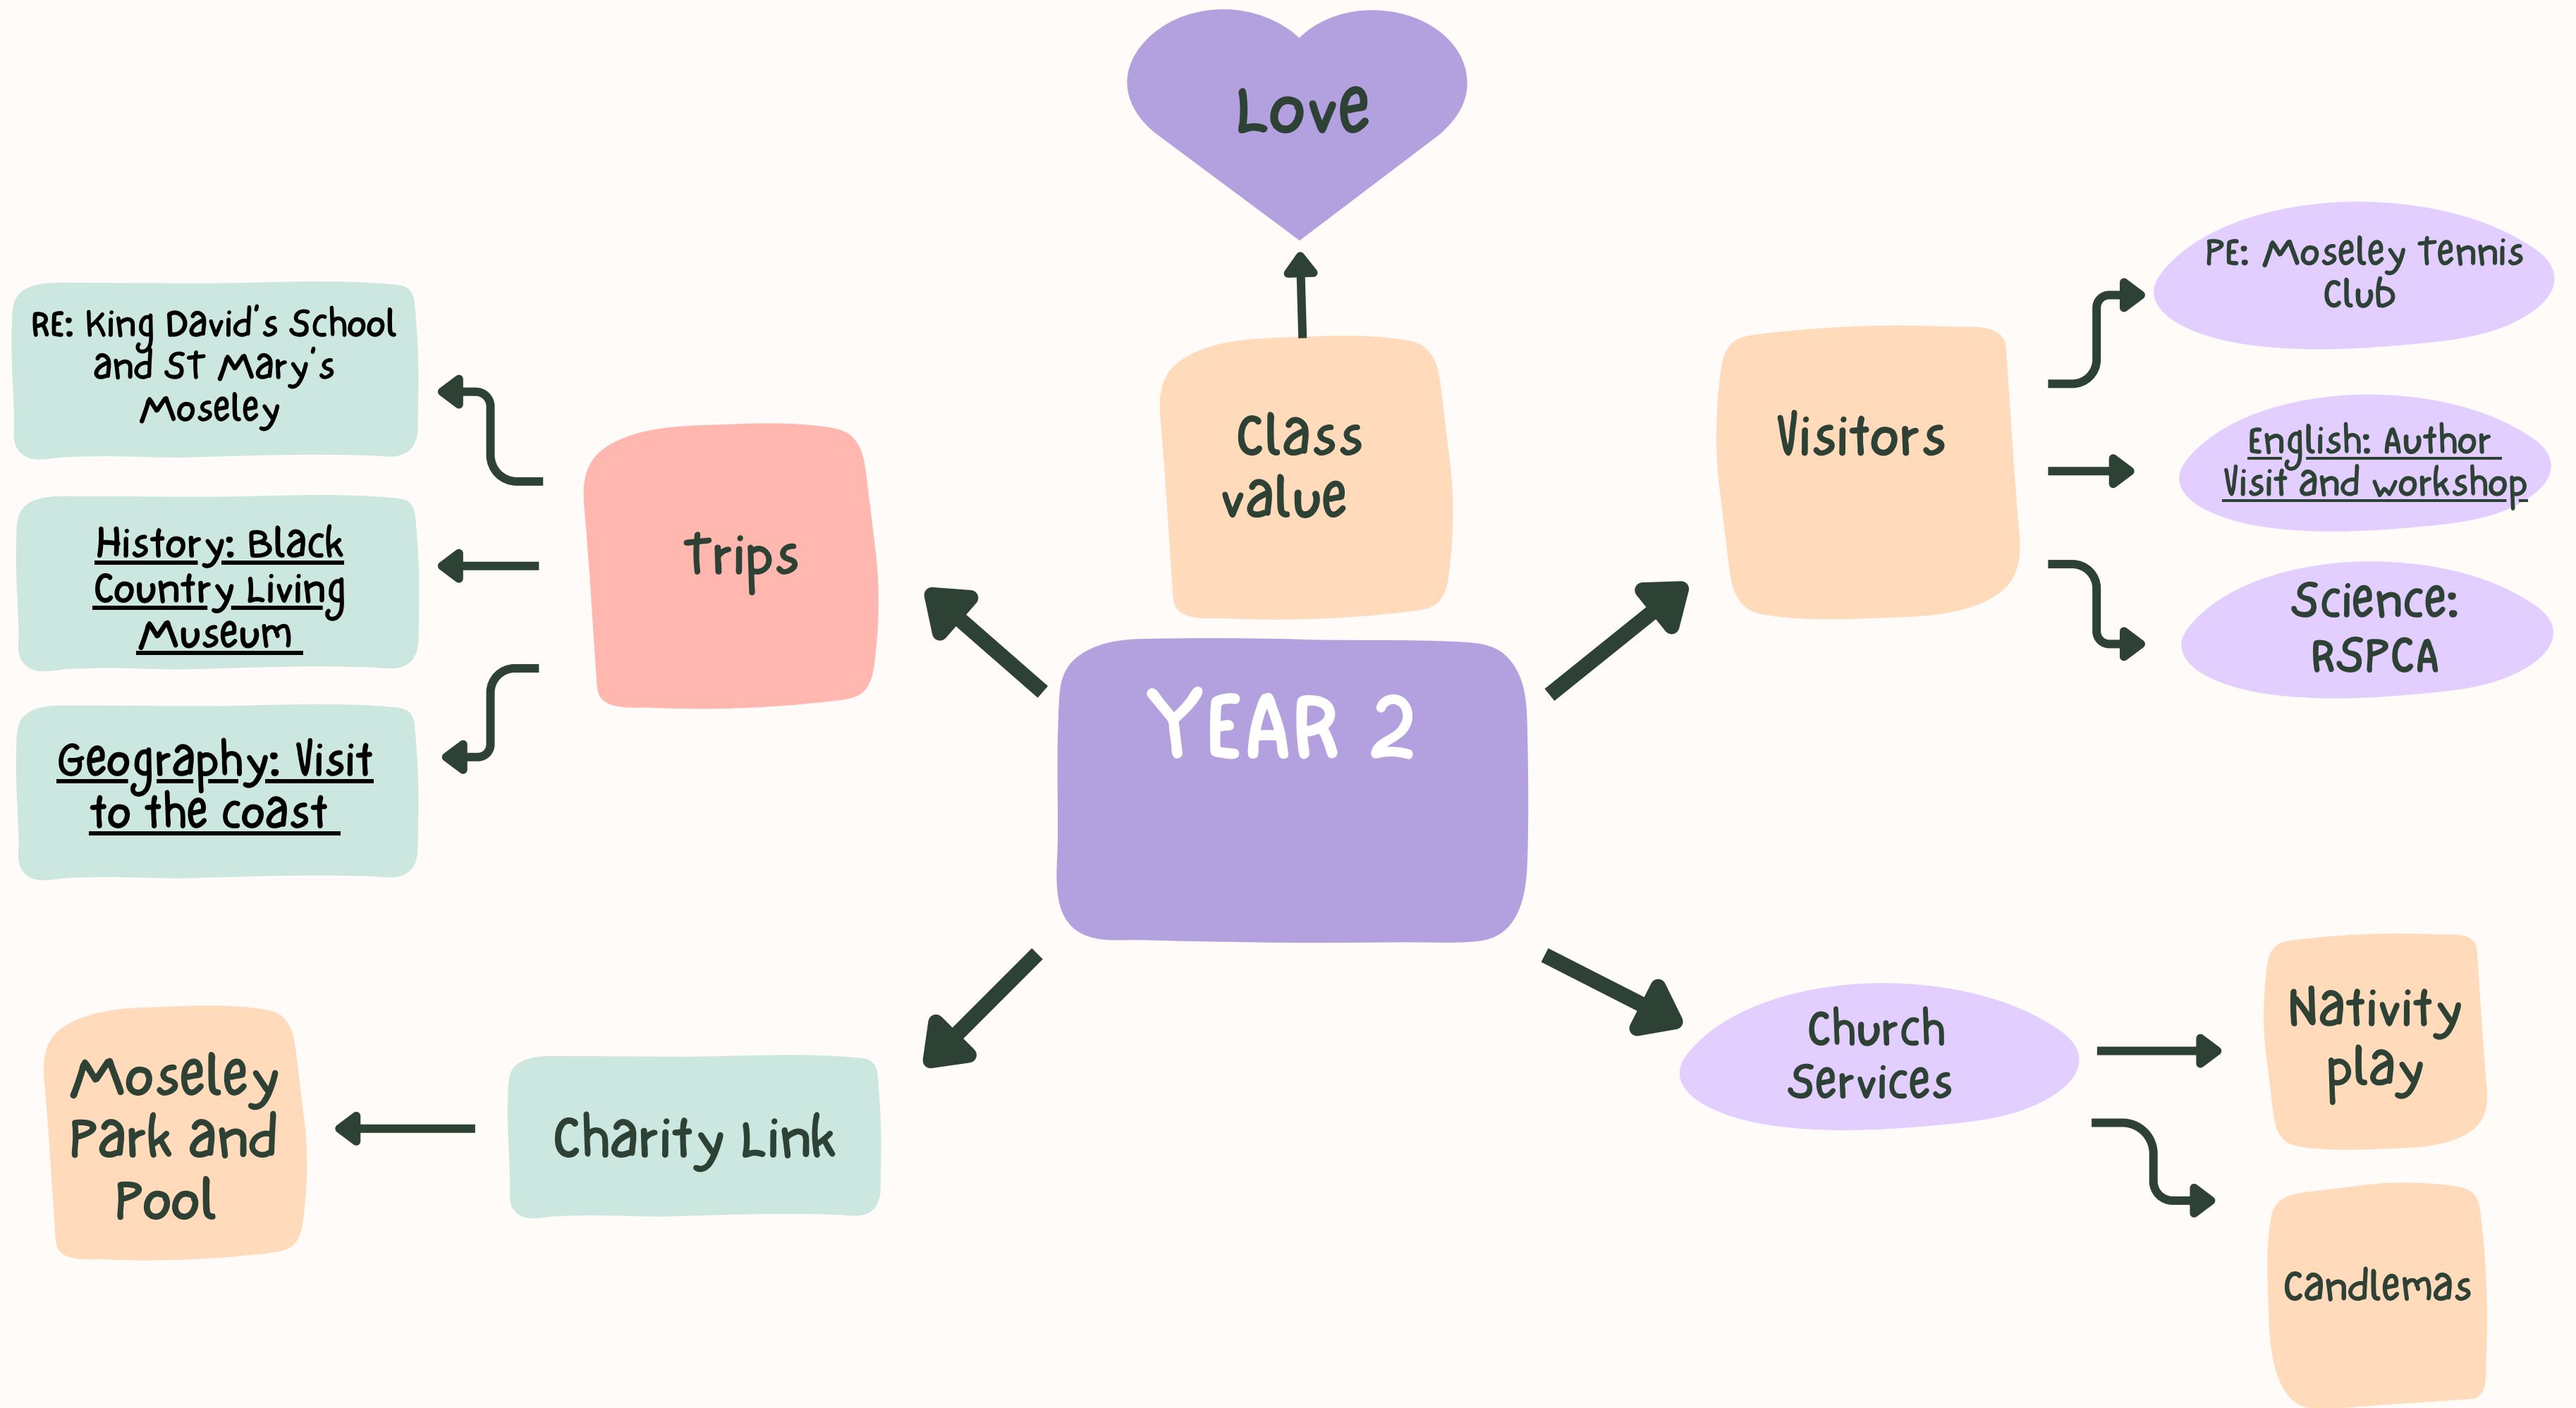 Love
Class
value
YEAR 2
Trips
RE: King David's School
and St Mary's
Moseley
History: Black
Country Living
Museum
Geography: Visit
to the coast
Visitors
PE: Moseley Tennis
Club
English: Author
Visit and workshop
Science:
RSPCA
Charity Link
Moseley
Park and
Pool
Church
Services
Nativity
play
Candlemas